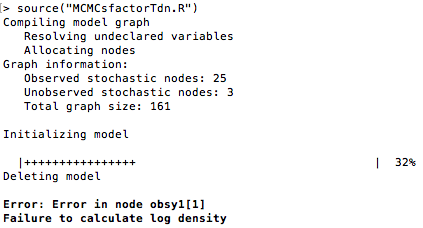 > source("MCMCsfactorTdn.R")
Compiling model graph
   Resolving undeclared variables
   Allocating nodes
Graph information:
   Observed stochastic nodes: 25
   Unobserved stochastic nodes: 3
   Total graph size: 161
Initializing model
  |++++++++++++++++                                  |  32%
Deleting model
Error: Error in node obsy1[1]
Failure to calculate log density